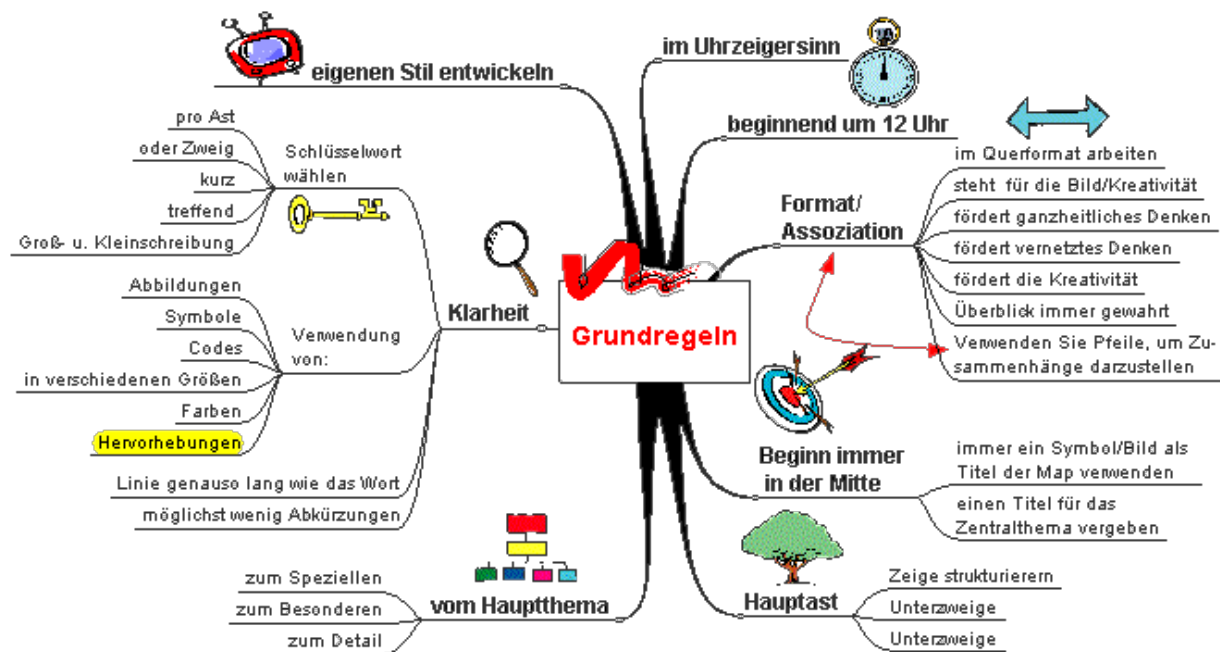 Grundregeln
im Uhrzeigersinn
beginnend um 12 Uhr
Format/
Assoziation
im Querformat arbeiten
steht für die Bild/Kreativität
fördert ganzheitliches Denken
fördert vernetztes Denken
fördert die Kreativität
Überblick immer gewahrt
Verwenden Sie Pfeile, um Zu-
sammenhänge darzustellen
Beginn immer
in der Mitte
immer ein Symbol/Bild als
Titel der Map verwenden
einen Titel für das
Zentralthema vergeben
Hauptast
Zeige strukturierern
Unterzweige
Unterzweige
vom Hauptthema
zum Speziellen
zum Besonderen
zum Detail
Klarheit
Schlüsselwort
wählen
pro Ast
oder Zweig
kurz
treffend
Groß- u. Kleinschreibung
Verwendung
von:
Abbildungen
Symbole
Codes
in verschiedenen Größen
Farben
Hervorhebungen
Linie genauso lang wie das Wort
möglichst wenig Abkürzungen
eigenen Stil entwickeln